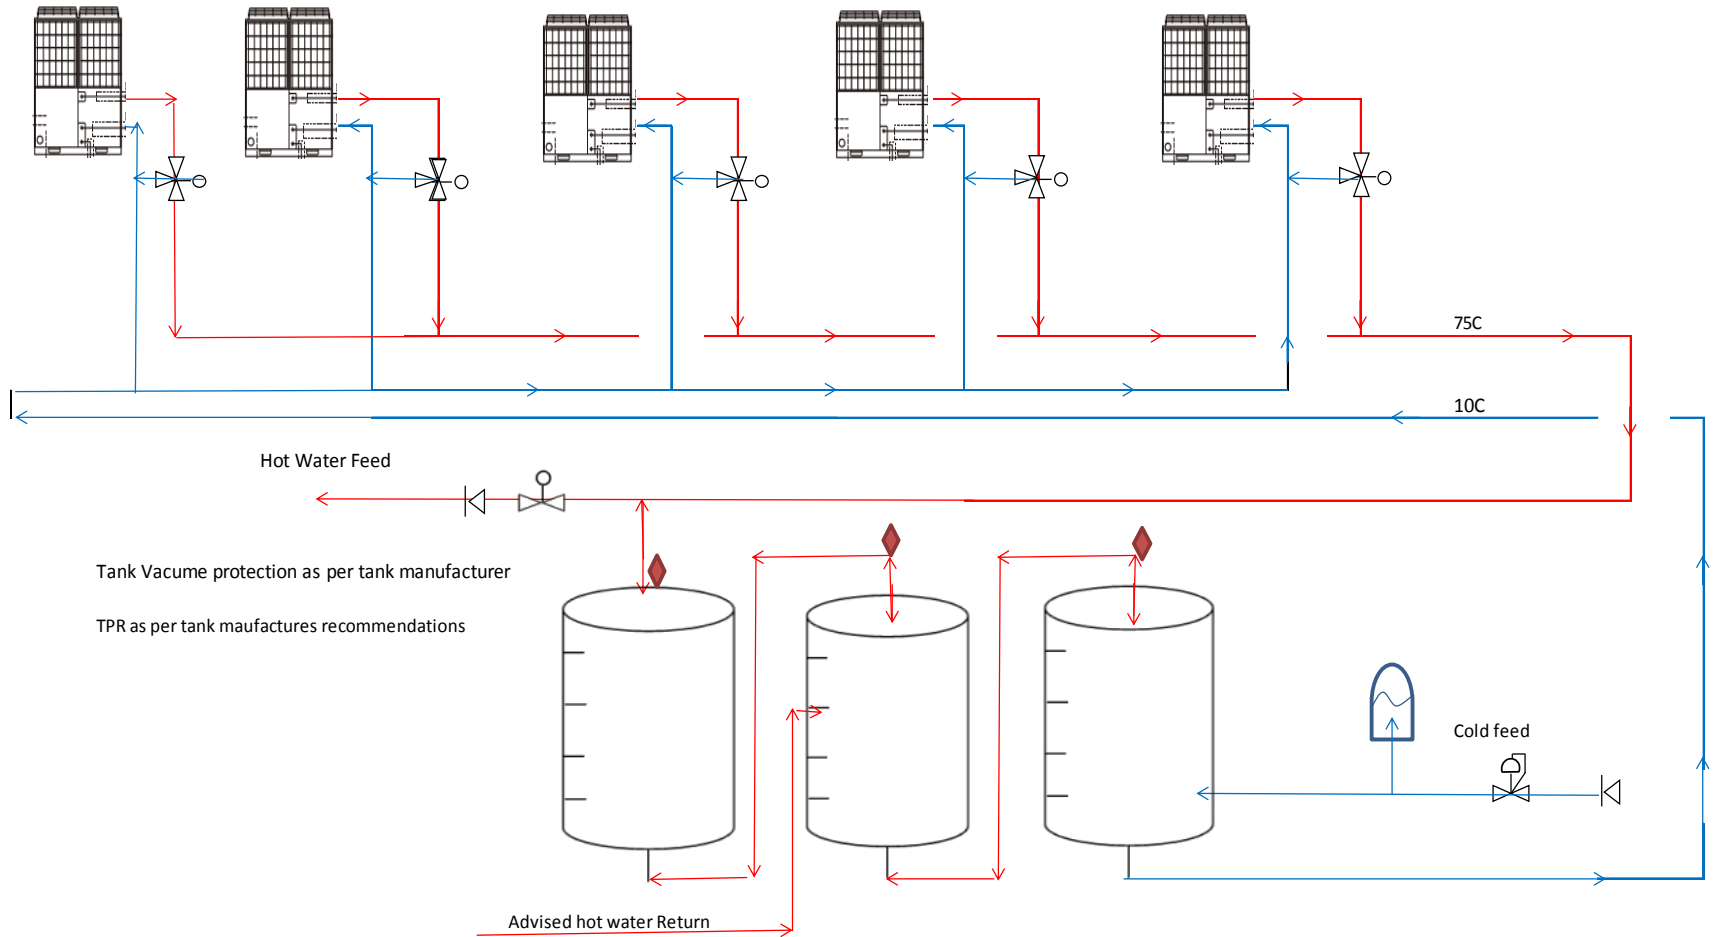 75C
10C
Hot Water Feed
Tank Vacume protection as per tank manufacturer
TPR as per tank maufactures recommendations
Cold feed
Advised hot water Return